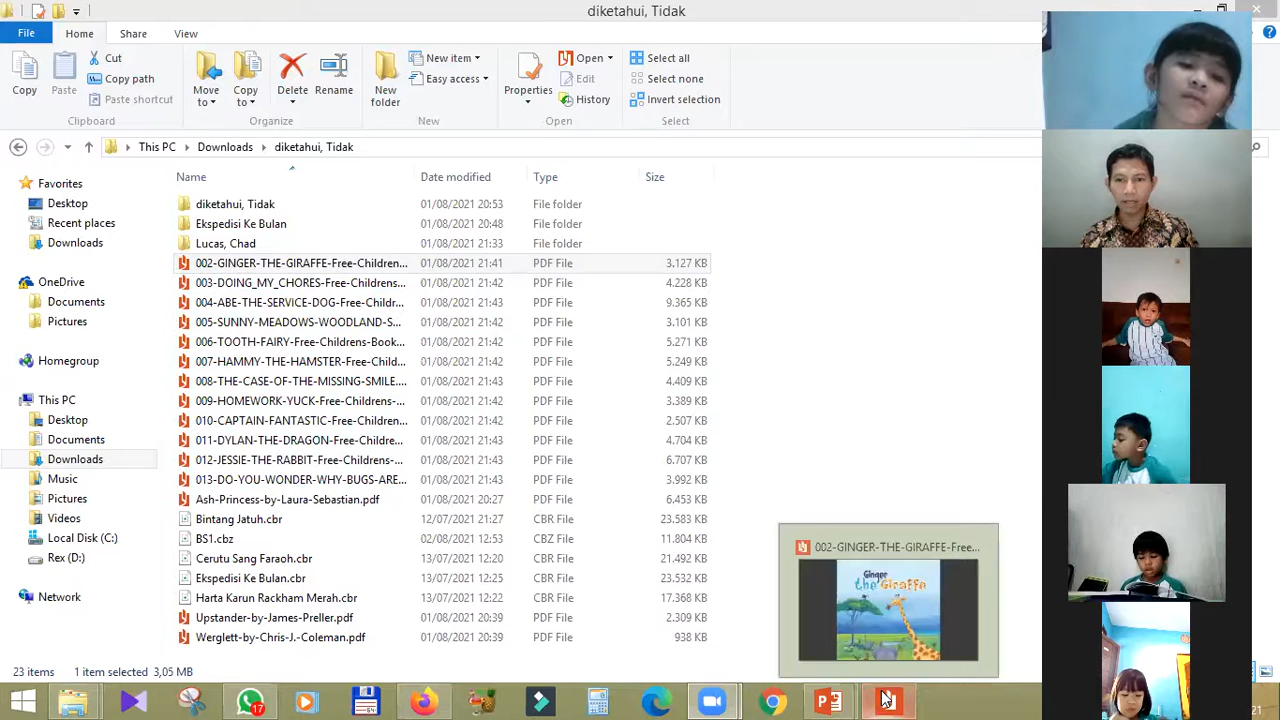 diketahui, Tidak
File Home Share View
Copy
Paste
Cut
Copy path
Paste shortcut
Clipboard
Move to
Copy to
Delete
Rename
Organize
New folder
New item
Easy access
New
Properties
Open
Edit
History
Open
Select all
Select none
Invert selection
Select
This PC Downloads diketahui, Tidak
Favorites
Desktop
Recent places
Downloads
OneDrive
Documents
Pictures
Homegroup
This PC
Desktop
Documents
Downloads
Music
Pictures
Videos
Local Disk (C:)
Rex (D:)
Network
Name Date modified Type Size
diketahui, Tidak 01/08/2021 20:53 File folder
Ekspedisi Ke Bulan 01/08/2021 20:48 File folder
Lucas, Chad 01/08/2021 21:33 File folder
002-GINGER-THE-GIRAFFE-Free-Children... 01/08/2021 21:41 PDF File 3.127 KB
003-DOING_MY_CHORES-Free-Childrens... 01/08/2021 21:42 PDF File 4.228 KB
004-ABE-THE-SERVICE-DOG-Free-Childr... 01/08/2021 21:43 PDF File 9.365 KB
005-SUNNY-MEADOWS-WOODLAND-S... 01/08/2021 21:42 PDF File 3.101 KB
006-TOOTH-FAIRY-Free-Childrens-Book... 01/08/2021 21:42 PDF File 5.271 KB
007-HAMMY-THE-HAMSTER-Free-Child... 01/08/2021 21:42 PDF File 5.249 KB
008-THE-CASE-OF-THE-MISSING-SMILE.... 01/08/2021 21:43 PDF File 4.409 KB
009-HOMEWORK-YUCK-Free-Childrens-... 01/08/2021 21:42 PDF File 3.389 KB
010-CAPTAIN-FANTASTIC-Free-Children... 01/08/2021 21:42 PDF File 2.507 KB
011-DYLAN-THE-DRAGON-Free-Childre... 01/08/2021 21:43 PDF File 4.704 KB
012-JESSIE-THE-RABBIT-Free-Childrens-... 01/08/2021 21:43 PDF File 6.707 KB
013-DO-YOU-WONDER-WHY-BUGS-ARE... 01/08/2021 21:43 PDF File 3.992 KB
Ash-Princess-by-Laura-Sebastian.pdf 01/08/2021 20:27 PDF File 6.453 KB
Bintang Jatuh.cbr 12/07/2021 21:27 CBR File 23.583 KB
BS1.cbz 02/08/2021 12:53 CBZ File 11.804 KB
Cerutu Sang Faraoh.cbr 13/07/2021 12:20 CBR File 21.492 KB
Ekspedisi Ke Bulan.cbr 13/07/2021 12:25 CBR File 23.532 KB
Harta Karun Rackham Merah.cbr 13/07/2021 12:22 CBR File 17.368 KB
Upstander-by-James-Preller.pdf 01/08/2021 20:39 PDF File 2.309 KB
Werglett-by-Chris-J.-Coleman.pdf 01/08/2021 20:39 PDF File 938 KB
002-GINGER-THE-GIRAFFE-Free...
Ginger
the Giraffe
23 items 1 item selected 3,05 MB
17
21